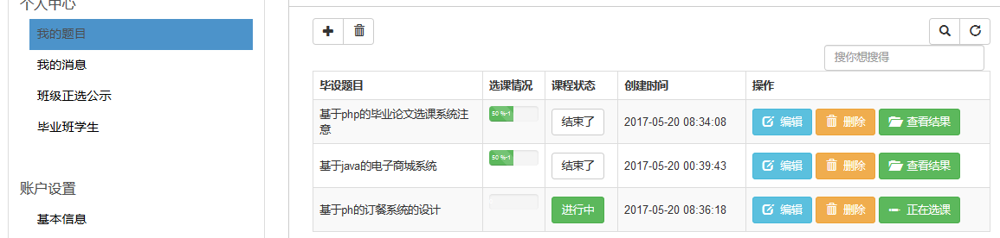 个人中心
我的题目
我的消息
班级正选公示
毕业班学生
账户设置
基本信息
搜你想搜得
毕设题目 选课情况 课程状态 创建时间 操作
基于php的毕业论文选课系统注
意 50 %-1 结束了 2017-05-20 08:34:08 编辑 删除 查看结果
基于java的电子商城系统 50 %-1 结束了 2017-05-20 00:39:43 编辑 删除 查看结果
基于ph的订餐系统的设计 进行中 2017-05-20 08:36:18 编辑 删除 正在选课